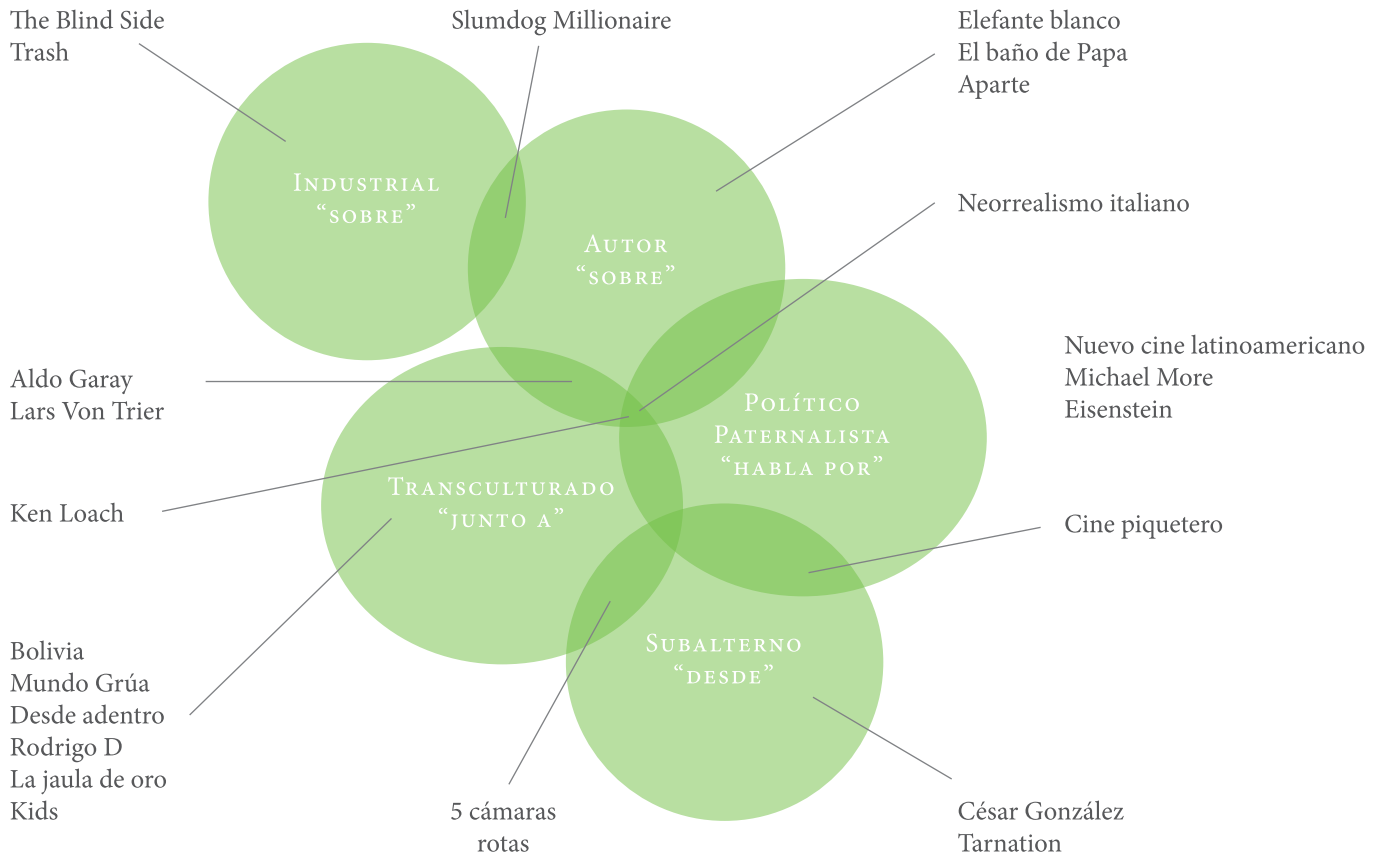 The Blind Side
Trash
Slumdog Millionaire
Elefante blanco
El baño de Papa
Aparte
Industrial
“sobre”
Autor
“sobre”
Neorrealismo italiano
Nuevo cine latinoamericano
Michael More
Eisenstein
Aldo Garay
Lars Von Trier
Político
Paternalista
“habla por”
Ken Loach
Transculturado
“junto a”
Cine piquetero
Bolivia
Mundo Grúa
Desde adentro
Rodrigo D
La jaula de oro
Kids
Subalterno
“desde”
5 cámaras
rotas
César González
Tarnation